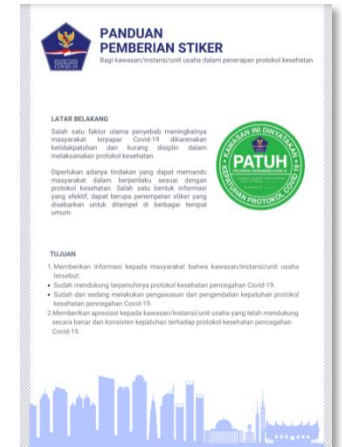 PANDUAN
PEMBERIAN STIKER
Bagi kawasan/instansi/unit usaha dalam penerapan protokol kesehatan
COVID-19
LATAR BELAKANG
Salah satu faktor utama penyebab meningkatnya
masyarakat terpapar Covid-19 dikarenakan
ketidakpatuhan dan kurang disiplin dalam
melaksanakan protokol kesehatan.
Diperlukan adanya tindakan yang dapat memandu
masyarakat dalam berperilaku sesuai dengan
protokol kesehatan. Salah satu bentuk informasi
yang efektif, dapat berupa penempelan stiker yang
disebarkan untuk ditempel di berbagai tempat
umum.
KAWASAN INI DINYATAKAN
PATUH
KEPATUHAN PROTOKOL COVID
TUJUAN
1.Memberikan informasi kepada masyarakat bahwa kawasan/instansi/unit usaha
tersebut:
• Sudah mendukung terpenuhinya protokol kesehatan pencegahan Covid-19.
• Sudah dan sedang melakukan pengawasan dan pengendalian kepatuhan protokol
kesehatan pencegahan Covid-19.
2.Memberikan apresiasi kepada kawasan/instansi/unit usaha yang telah mendukung
secara benar dan konsisten kepatuhan terhadap protokol kesehatan pencegahan
Covid-19.